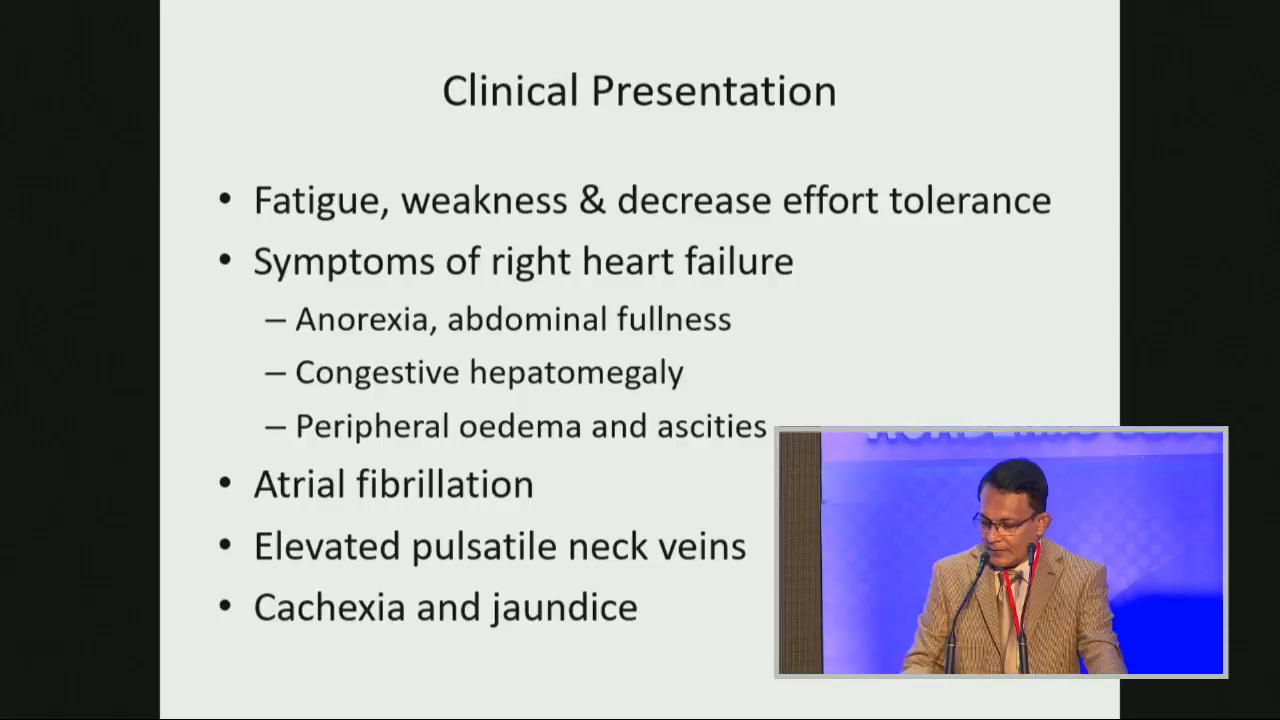 Clinical Presentation
• Fatigue, weakness & decrease effort tolerance
• Symptoms of right heart failure
– Anorexia, abdominal fullness
– Congestive hepatomegaly
– Peripheral oedema and ascities
• Atrial fibrillation
• Elevated pulsatile neck veins
• Cachexia and jaundice